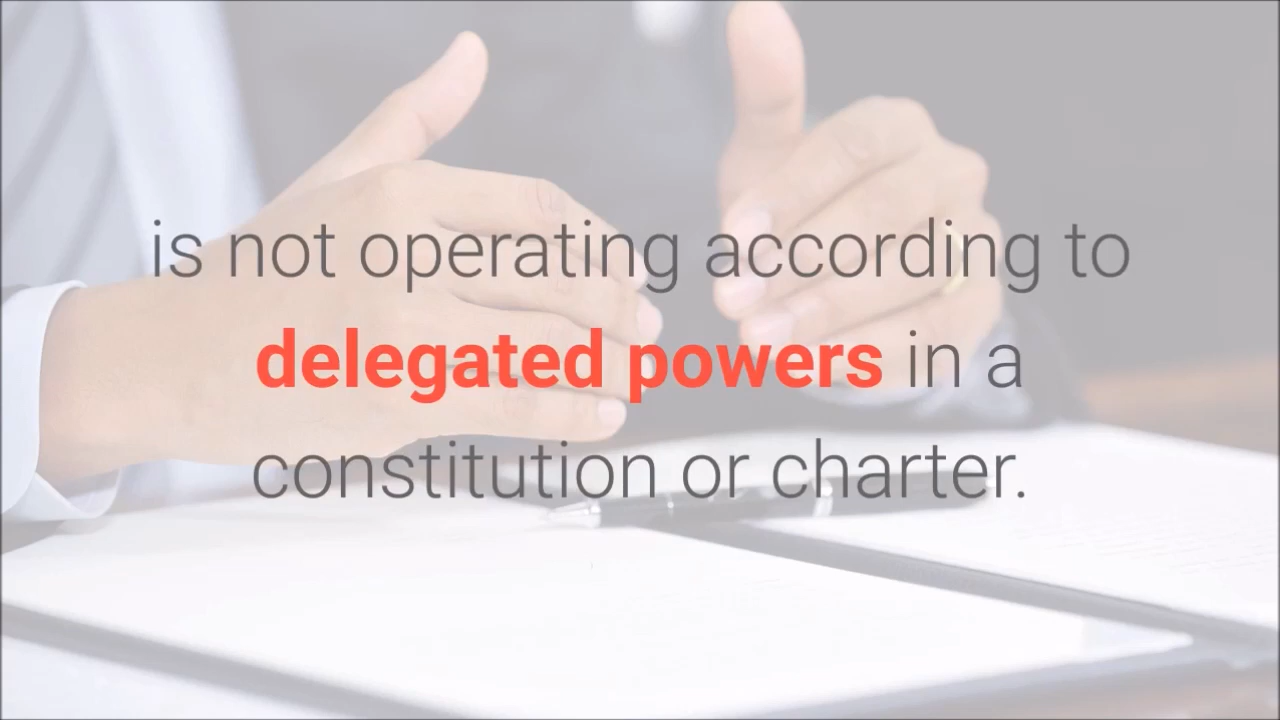 is not operating according to
delegated powers in a
constitution or charter.